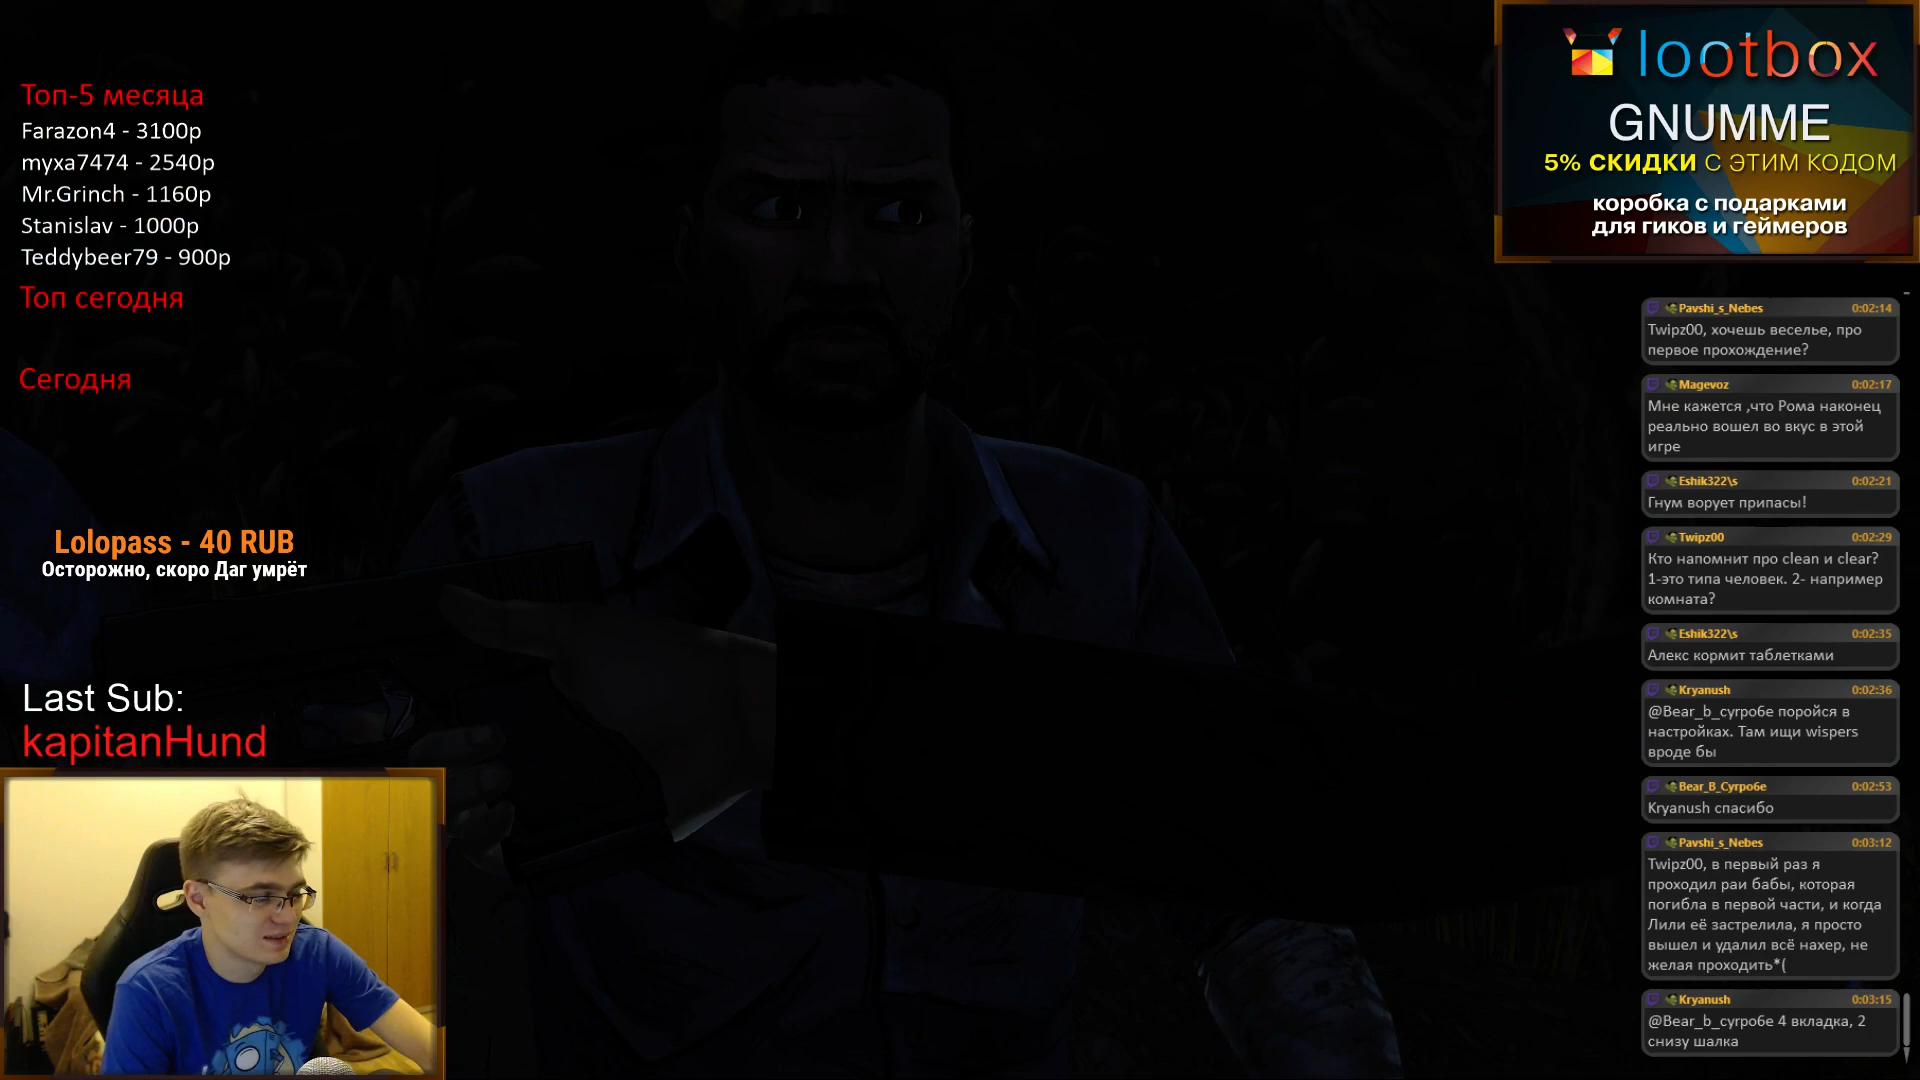 Топ-5 месяца
Farazon4 - 3100р
myxa7474 - 2540р
Mr.Grinch - 1160р
Stanislav - 1000р
Teddybeer79 - 900р
Топ сегодня
Сегодня
Lolopass - 40 RUB
Осторожно, скоро Даг умрёт
Last Sub:
kapitanHund
lootbox
GNUMME
5% СКИДКИ С ЭТИМ КОДОМ
коробка с подарками
для гиков и геймеров
Pavshi_s_Nebes 0:02:14
Twipz00, хочешь веселье, про
первое прохождение?
Magevoz 0:02:17
Мне кажется ,что Рома наконец
реально вошел во вкус в этой
игре
Eshik322\s 0:02:21
Гнум ворует припасы!
Twipz00 0:02:29
Кто напомнит про clean и clear?
1-это типа человек. 2- например
комната?
Eshik322\s 0:02:35
Алекс кормит таблетками
Kryanush 0:02:36
@Bear_b_cyrpo6e поройся в
настройках. Там ищи wispers
вроде бы
Bear_B_Cyrpo6e 0:02:53
Kryanush спасибо
Pavshi_s_Nebes 0:03:12
Twipz00, в первый раз я
проходил раи бабы, которая
погибла в первой части, и когда
Лили её застрелила, я просто
вышел и удалил всё нахер, не
желая проходить*(
Kryanush 0:03:15
@Bear_b_cyrpo6e 4 вкладка, 2
снизу шалка